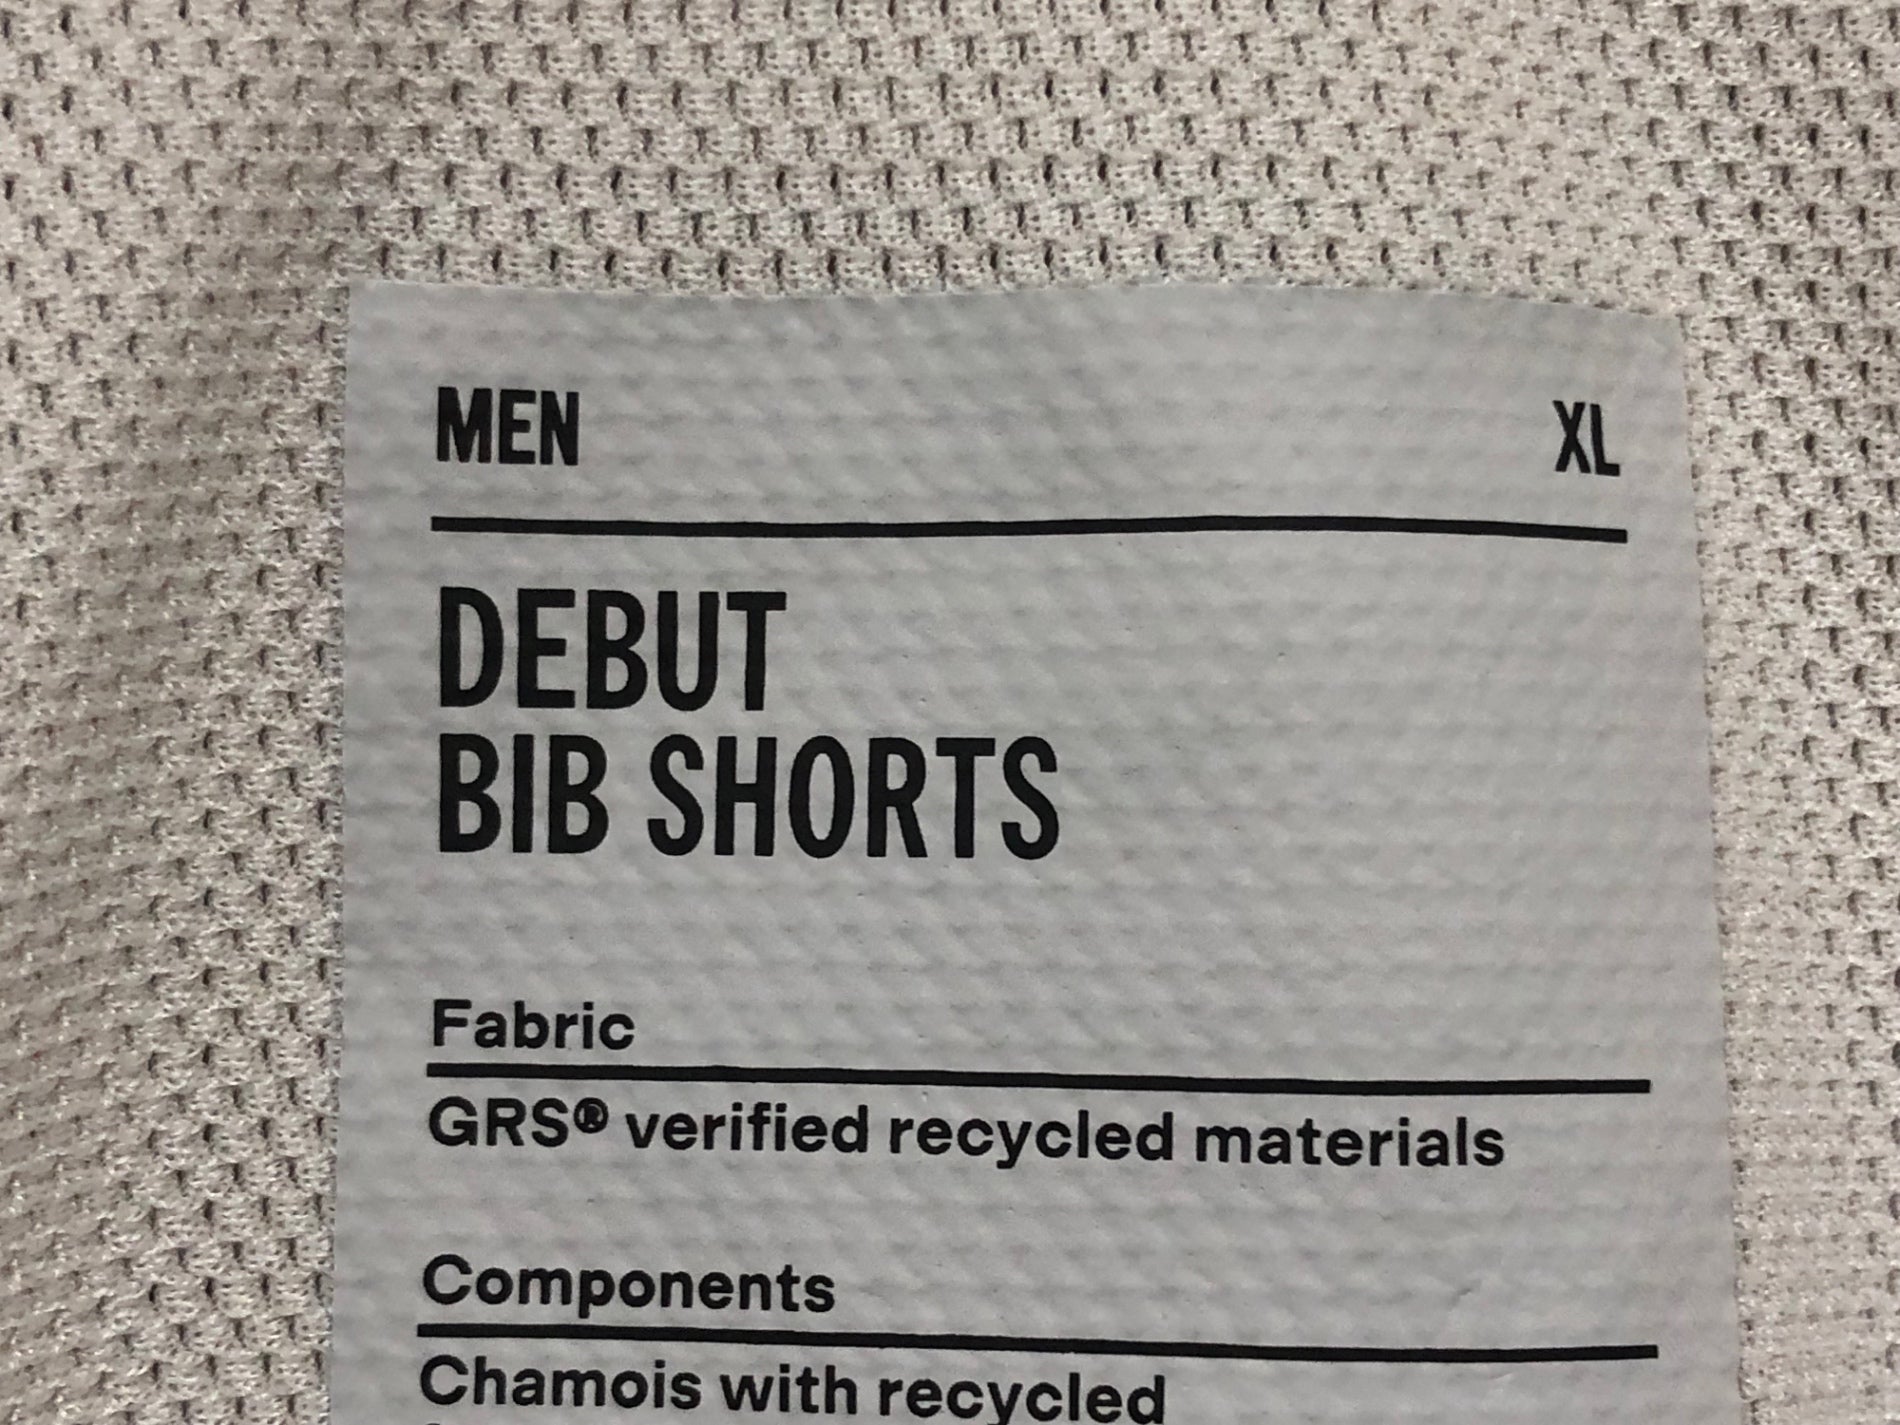 MEN XL
DEBUT
BIB SHORTS
Fabric
GRS® verified recycled materials
Components
Chamois with recycled